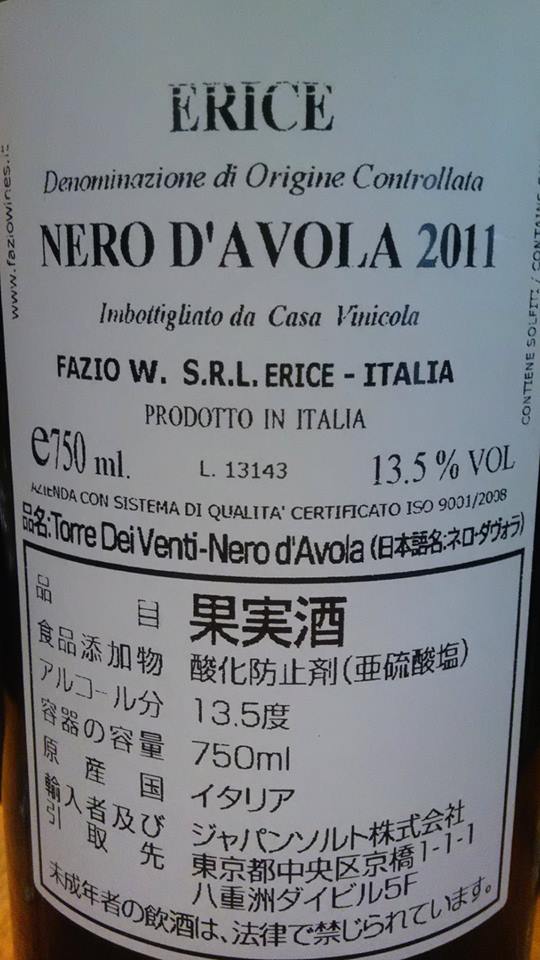 ERICE
Denominazione di Origine Controllata
NERO D'AVOLA 2011
Imbottigliato da Casa Vinicola
FAZIO W. S.R.L. ERICE - ITALIA
PRODOTTO IN ITALIA
e750 ml. L. 13143 13.5 % VOL
AZIENDA CON SISTEMA DI QUALITA' CERTIFICATO ISO 9001/2008
www.faziowines.it
CONTIENE SOLFITI / CONTAINS
品名:Torre Dei Venti-Nero d'Avola (日本語名:ネロ・ダヴォラ)
品目 果実酒
食品添加物 酸化防止剤(亜硫酸塩)
アルコール分 13.5度
容器の容量 750ml
原産国 イタリア
輸入者及び ジャパンソルト株式会社
引取先 東京都中央区京橋1-1-1
八重洲ダイビル5F
未成年者の飲酒は、法律で禁じられています。